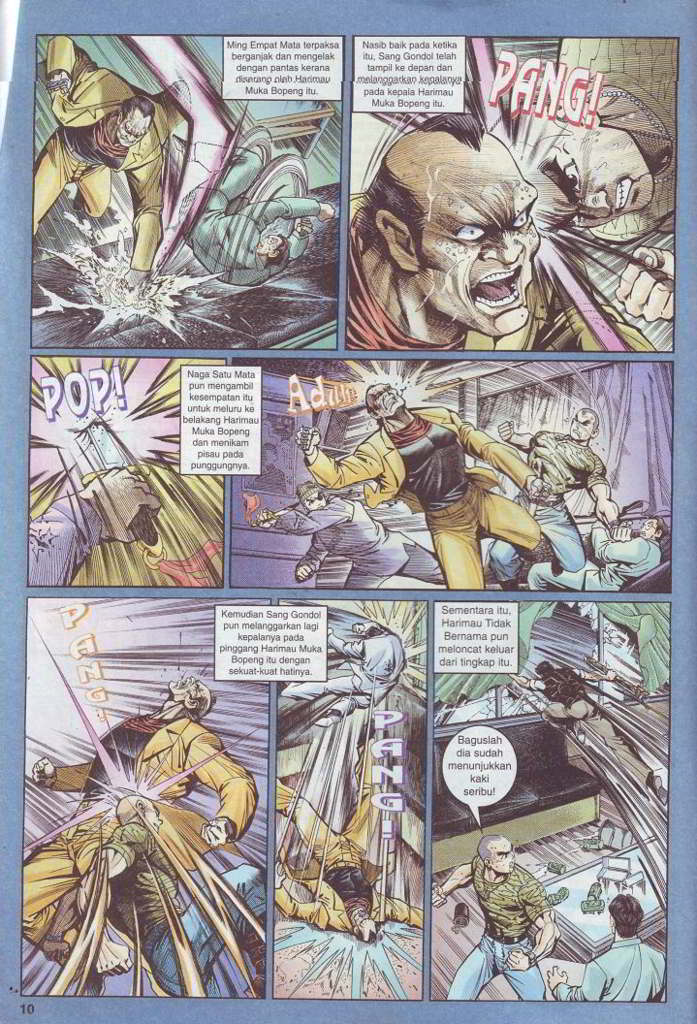 Ming Empat Mata terpaksa
berganjak dan mengelak
dengan pantas kerana
diserang oleh Harimau
Muka Bopeng itu.
Nasib baik pada ketika
itu, Sang Gondol telah
tampil ke depan dan
melanggarkan kepalanya
pada kepala Harimau
Muka Bopeng itu.
PANG!
POP!
Naga Satu Mata
pun mengambil
kesempatan itu
untuk meluru ke
belakang Harimau
Muka Bopeng
dan menikam
pisau pada
punggungnya.
Aduh!
PANG!
Kemudian Sang Gondol
pun melanggarkan lagi
kepalanya pada
pinggang Harimau Muka
Bopeng itu dengan
sekuat-kuat hatinya.
PANG!
Sementara itu,
Harimau Tidak
Bernama pun
meloncat keluar
dari tingkap itu.
Baguslah
dia sudah
menunjukkan
kaki
seribu!
10